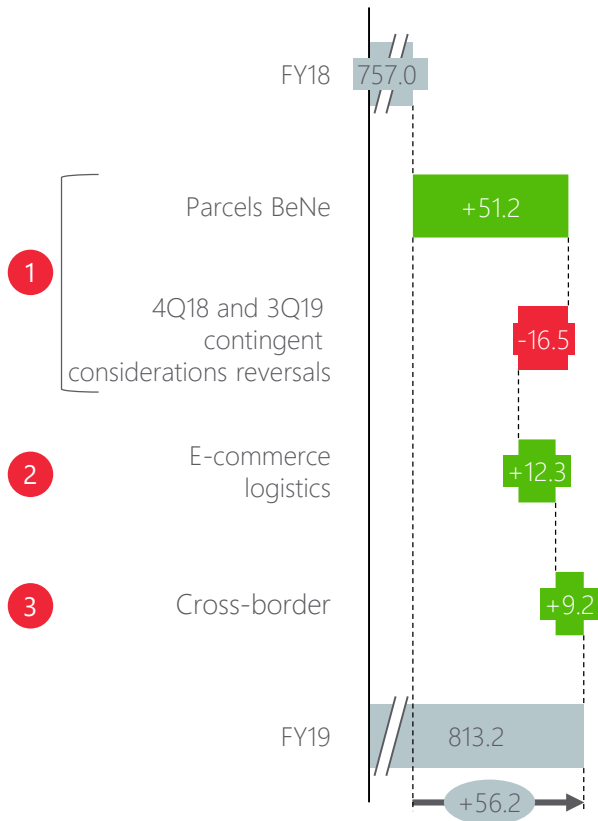 FY18
757.0
Parcels BeNe
+51.2
1
4Q18 and 3Q19
contingent
considerations reversals
-16.5
2
E-commerce
logistics
+12.3
3
Cross-border
+9.2
FY19
813.2
+56.2